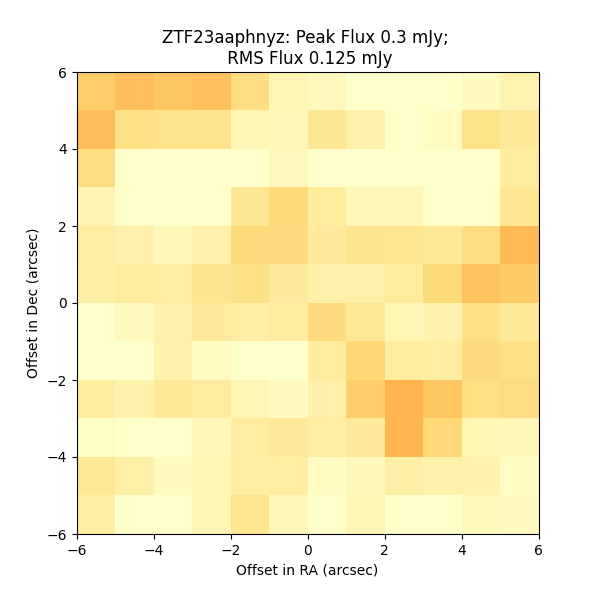 ZTF23aaphnyz: Peak Flux 0.3 mJy;
RMS Flux 0.125 mJy
6
4
2
0
−2
−4
−6
Offset in Dec (arcsec)
−6 −4 −2 0 2 4 6
Offset in RA (arcsec)